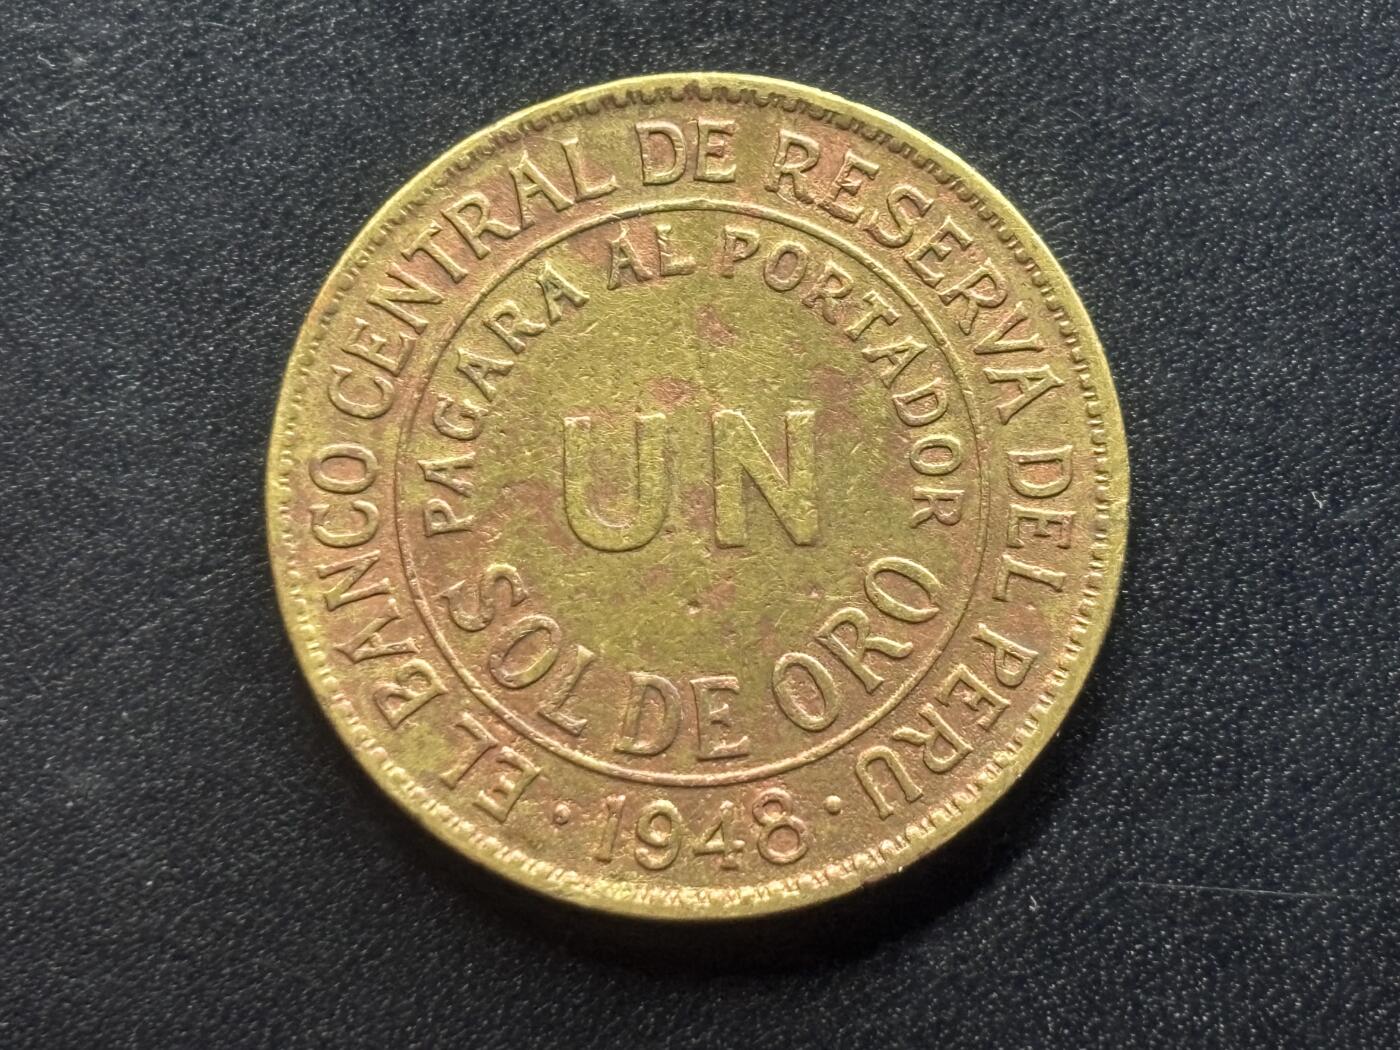 EL BANCO CENTRAL DE RESERVA DEL PERU
PAGARA AL PORTADOR
UN
SOL DE ORO
· 1948 ·